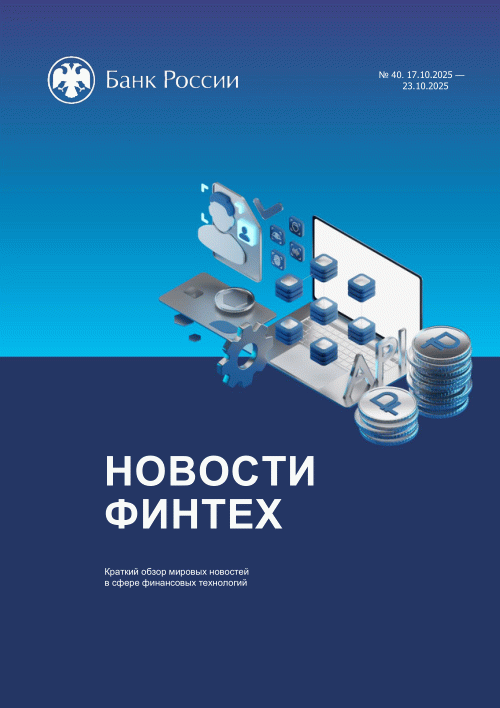 Банк России
№ 40. 17.10.2025 —
23.10.2025
API
НОВОСТИ
ФИНТЕХ
Краткий обзор мировых новостей
в сфере финансовых технологий